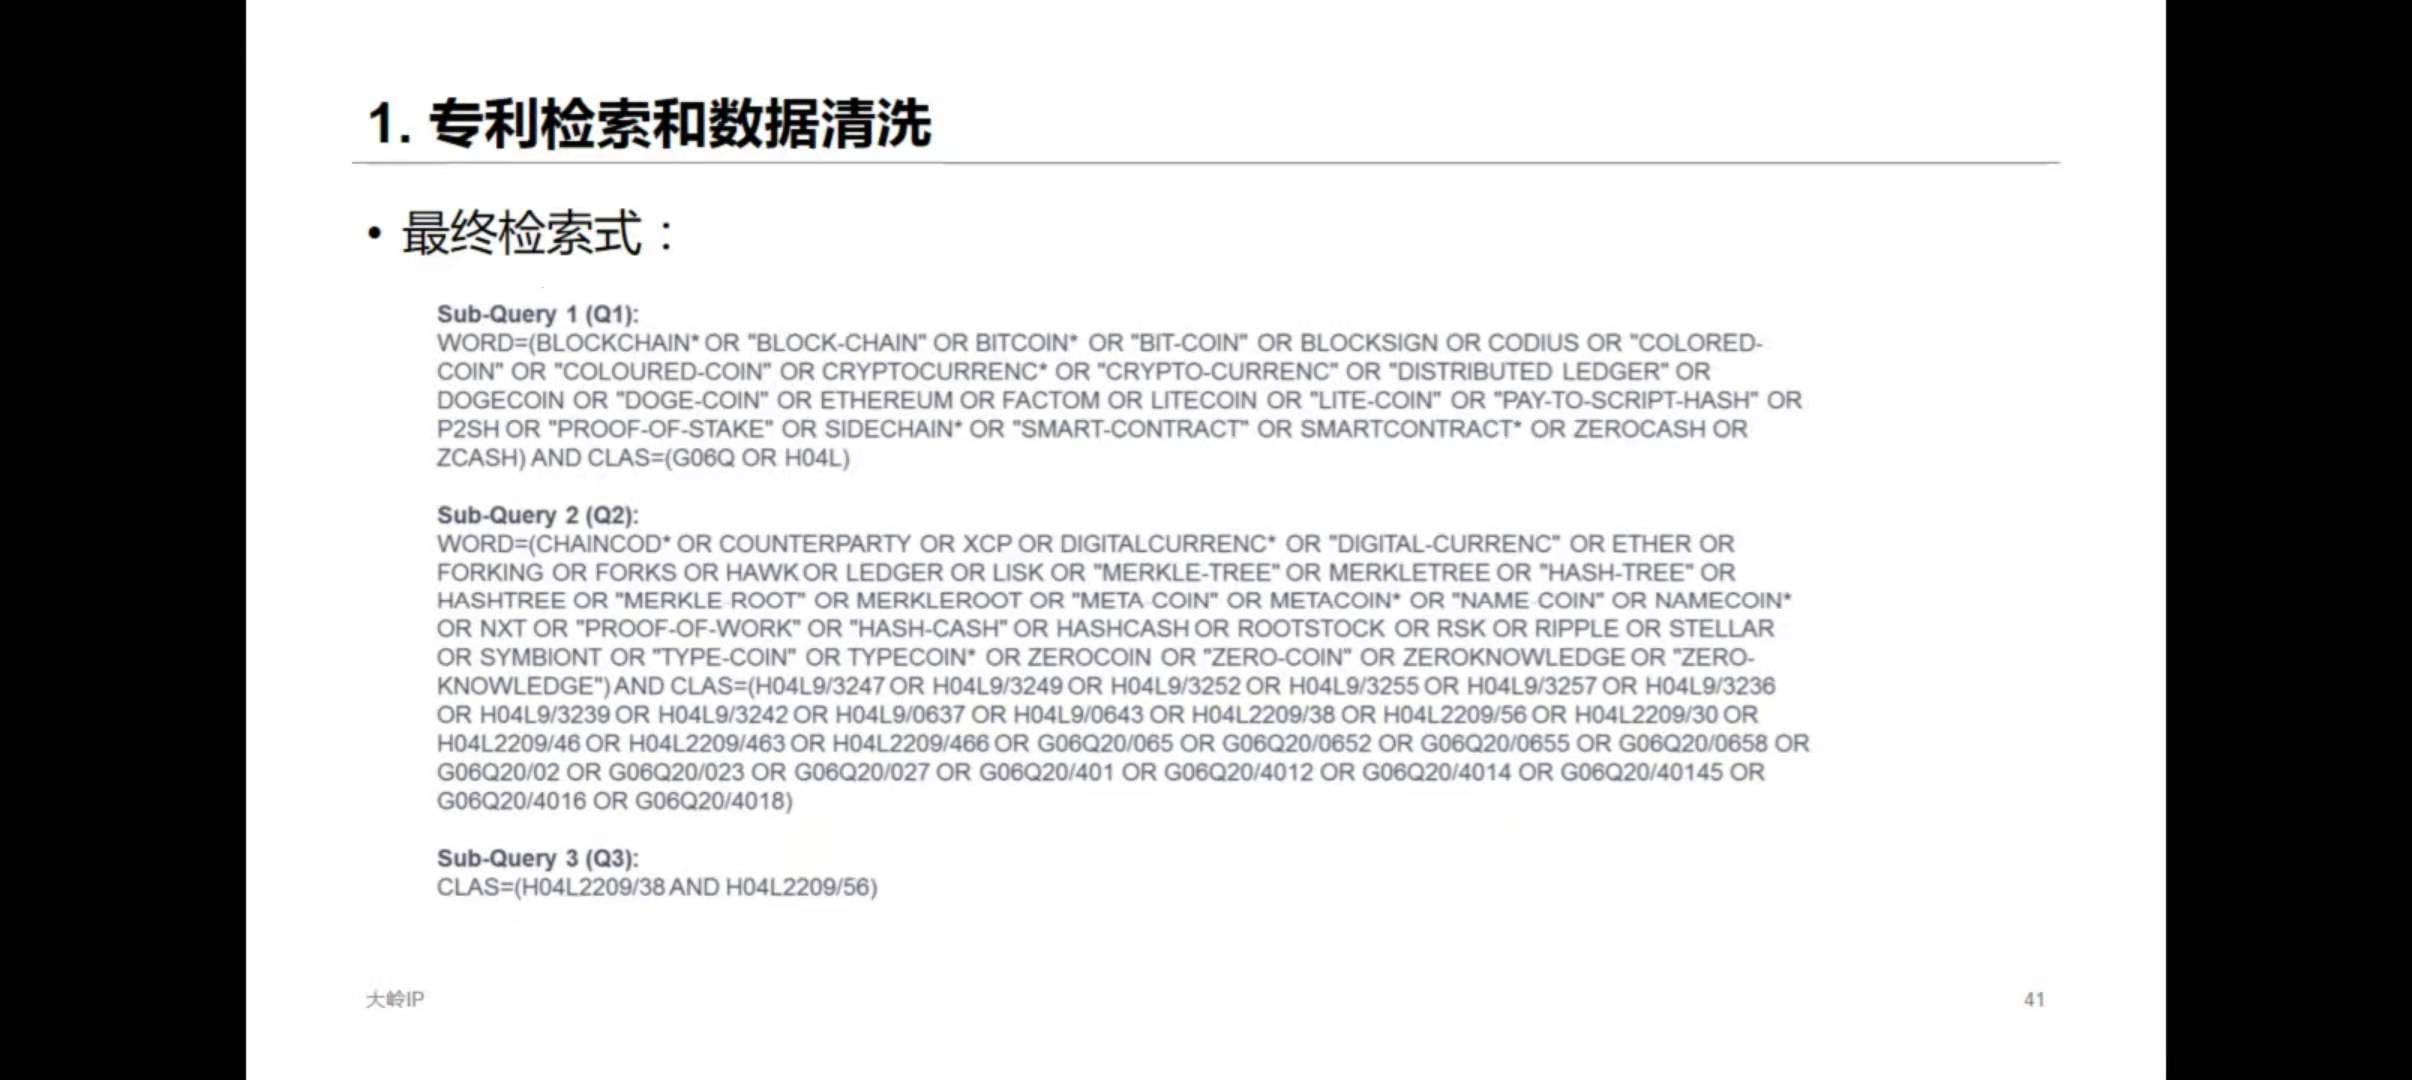 1. 专利检索和数据清洗
• 最终检索式：
Sub-Query 1 (Q1):
WORD=(BLOCKCHAIN* OR "BLOCK-CHAIN" OR BITCOIN* OR "BIT-COIN" OR BLOCKSIGN OR CODIUS OR "COLORED-
COIN" OR "COLOURED-COIN" OR CRYPTOCURRENC* OR "CRYPTO-CURRENC" OR "DISTRIBUTED LEDGER" OR
DOGECOIN OR "DOGE-COIN" OR ETHEREUM OR FACTOM OR LITECOIN OR "LITE-COIN" OR "PAY-TO-SCRIPT-HASH" OR
P2SH OR "PROOF-OF-STAKE" OR SIDECHAIN* OR "SMART-CONTRACT" OR SMARTCONTRACT* OR ZEROCASH OR
ZCASH) AND CLAS=(G06Q OR H04L)
Sub-Query 2 (Q2):
WORD=(CHAINCOD* OR COUNTERPARTY OR XCP OR DIGITALCURRENC* OR "DIGITAL-CURRENC" OR ETHER OR
FORKING OR FORKS OR HAWK OR LEDGER OR LISK OR "MERKLE-TREE" OR MERKLETREE OR "HASH-TREE" OR
HASHTREE OR "MERKLE ROOT" OR MERKLEROOT OR "META COIN" OR METACOIN* OR "NAME COIN" OR NAMECOIN*
OR NXT OR "PROOF-OF-WORK" OR "HASH-CASH" OR HASHCASH OR ROOTSTOCK OR RSK OR RIPPLE OR STELLAR
OR SYMBIONT OR "TYPE-COIN" OR TYPECOIN* OR ZEROCOIN OR "ZERO-COIN" OR ZEROKNOWLEDGE OR "ZERO-
KNOWLEDGE") AND CLAS=(H04L9/3247 OR H04L9/3249 OR H04L9/3252 OR H04L9/3255 OR H04L9/3257 OR H04L9/3236
OR H04L9/3239 OR H04L9/3242 OR H04L9/0637 OR H04L9/0643 OR H04L2209/38 OR H04L2209/56 OR H04L2209/30 OR
H04L2209/46 OR H04L2209/463 OR H04L2209/466 OR G06Q20/065 OR G06Q20/0652 OR G06Q20/0655 OR G06Q20/0658 OR
G06Q20/02 OR G06Q20/023 OR G06Q20/027 OR G06Q20/401 OR G06Q20/4012 OR G06Q20/4014 OR G06Q20/40145 OR
G06Q20/4016 OR G06Q20/4018)
Sub-Query 3 (Q3):
CLAS=(H04L2209/38 AND H04L2209/56)
大岭IP
41